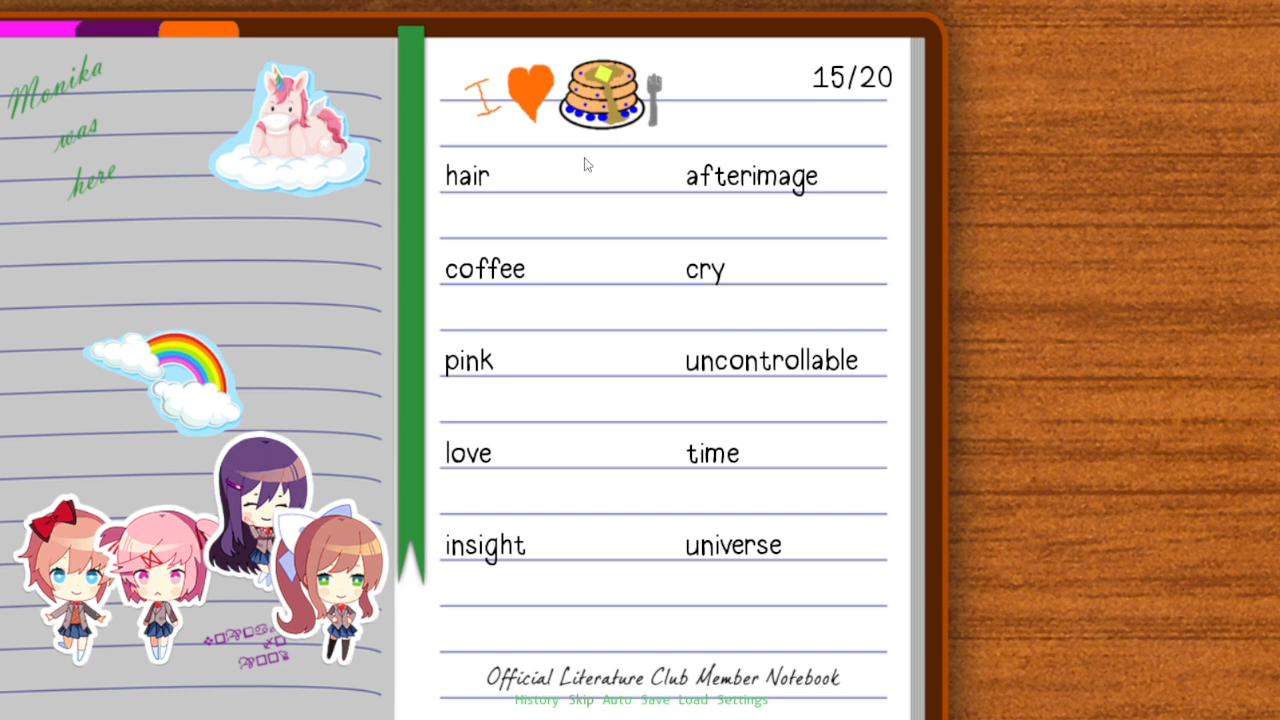 Monika
was
here
I
15/20
hair afterimage
coffee cry
pink uncontrollable
love time
insight universe
Official Literature Club Member Notebook
History Skip Auto Save Load Settings